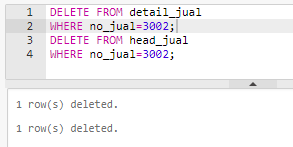 1 DELETE FROM detail_jual
2 WHERE no_jual=3002;
3 DELETE FROM head_jual
4 WHERE no_jual=3002;
1 row(s) deleted.
1 row(s) deleted.